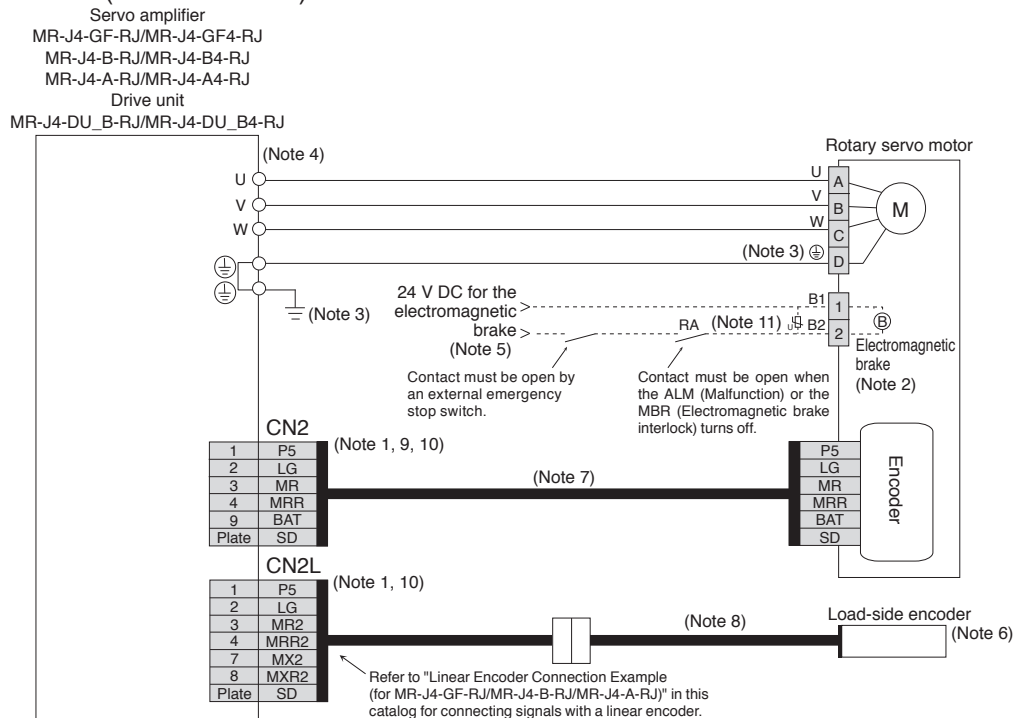 Servo amplifier
MR-J4-GF-RJ/MR-J4-GF4-RJ
MR-J4-B-RJ/MR-J4-B4-RJ
MR-J4-A-RJ/MR-J4-A4-RJ
Drive unit
MR-J4-DU_B-RJ/MR-J4-DU_B4-RJ
Rotary servo motor
(Note 4)
U U A
V V B M
W W C
(Note 3) D
(Note 3)
24 V DC for the
electromagnetic
brake
(Note 5)
B1 1
RA (Note 11) U B2 2 B
Electromagnetic
brake
(Note 2)
Contact must be open by
an external emergency
stop switch.
Contact must be open when
the ALM (Malfunction) or the
MBR (Electromagnetic brake
interlock) turns off.
CN2
(Note 1, 9, 10)
1 P5
2 LG
3 MR
4 MRR
9 BAT
Plate SD
(Note 7)
P5
LG
MR
MRR
BAT
SD
Encoder
CN2L
(Note 1, 10)
1 P5
2 LG
3 MR2
4 MRR2
7 MX2
8 MXR2
Plate SD
(Note 8)
Load-side encoder
(Note 6)
Refer to "Linear Encoder Connection Example
(for MR-J4-GF-RJ/MR-J4-B-RJ/MR-J4-A-RJ)" in this
catalog for connecting signals with a linear encoder.